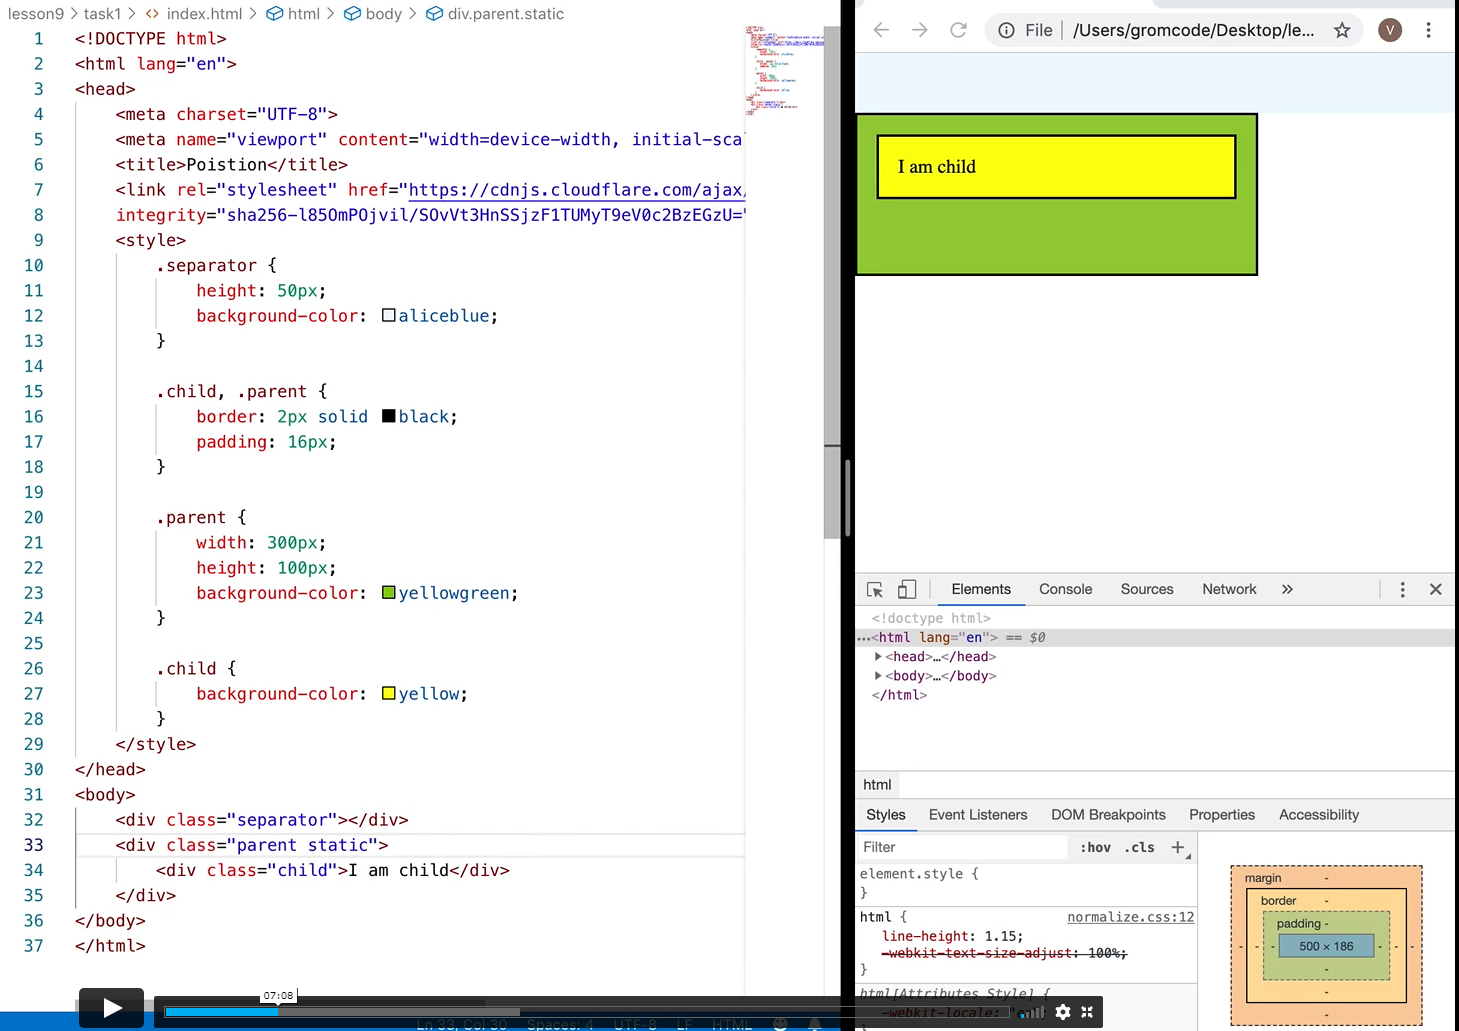 lesson9 > task1 > index.html > html > body > div.parent.static
1 <!DOCTYPE html>
2 <html lang="en">
3 <head>
4 <meta charset="UTF-8">
5 <meta name="viewport" content="width=device-width, initial-sca
6 <title>Poistion</title>
7 <link rel="stylesheet" href="https://cdnjs.cloudflare.com/ajax/
8 integrity="sha256-l85OmPOjvil/SOvVt3HnSSjzF1TUMyT9eV0c2BzEGzU="
9 <style>
10 .separator {
11 height: 50px;
12 background-color: aliceblue;
13 }
14
15 .child, .parent {
16 border: 2px solid black;
17 padding: 16px;
18 }
19
20 .parent {
21 width: 300px;
22 height: 100px;
23 background-color: yellowgreen;
24 }
25
26 .child {
27 background-color: yellow;
28 }
29 </style>
30 </head>
31 <body>
32 <div class="separator"></div>
33 <div class="parent static">
34 <div class="child">I am child</div>
35 </div>
36 </body>
37 </html>
07:08
Ln 33, Col 30 Spaces: 4 UTF-8 LF HTML
File /Users/gromcode/Desktop/le... V
I am child
Elements Console Sources Network »
<!doctype html>
...<html lang="en"> == $0
<head>…</head>
<body>…</body>
</html>
html
Styles Event Listeners DOM Breakpoints Properties Accessibility
Filter :hov .cls +
element.style {
}
html { normalize.css:12
line-height: 1.15;
-webkit-text-size-adjust: 100%;
}
html[Attributes Style] {
-webkit-locale: "en";
margin -
border -
padding -
- - - 500 × 186 - - -
-
-
-